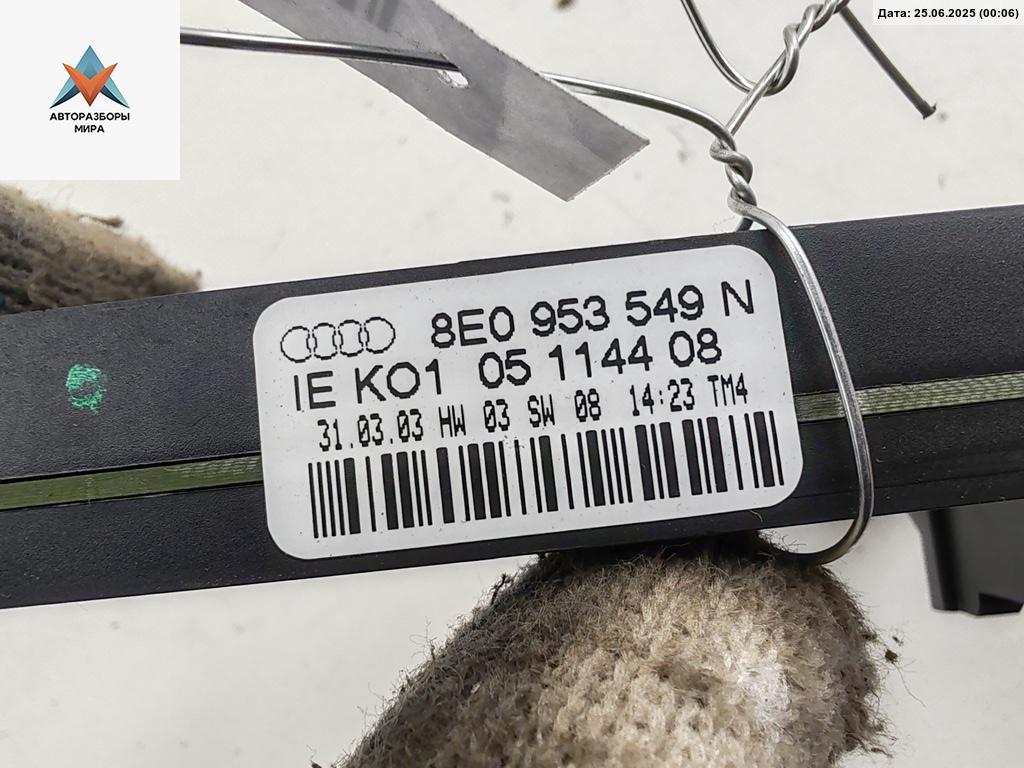 Дата: 25.06.2025 (00:06)
АВТОРАЗБОРЫ
МИРА
8E0 953 549 N
IE KO1 05 1144 08
31.03.03 HW 03 SW 08 14:23 TM4